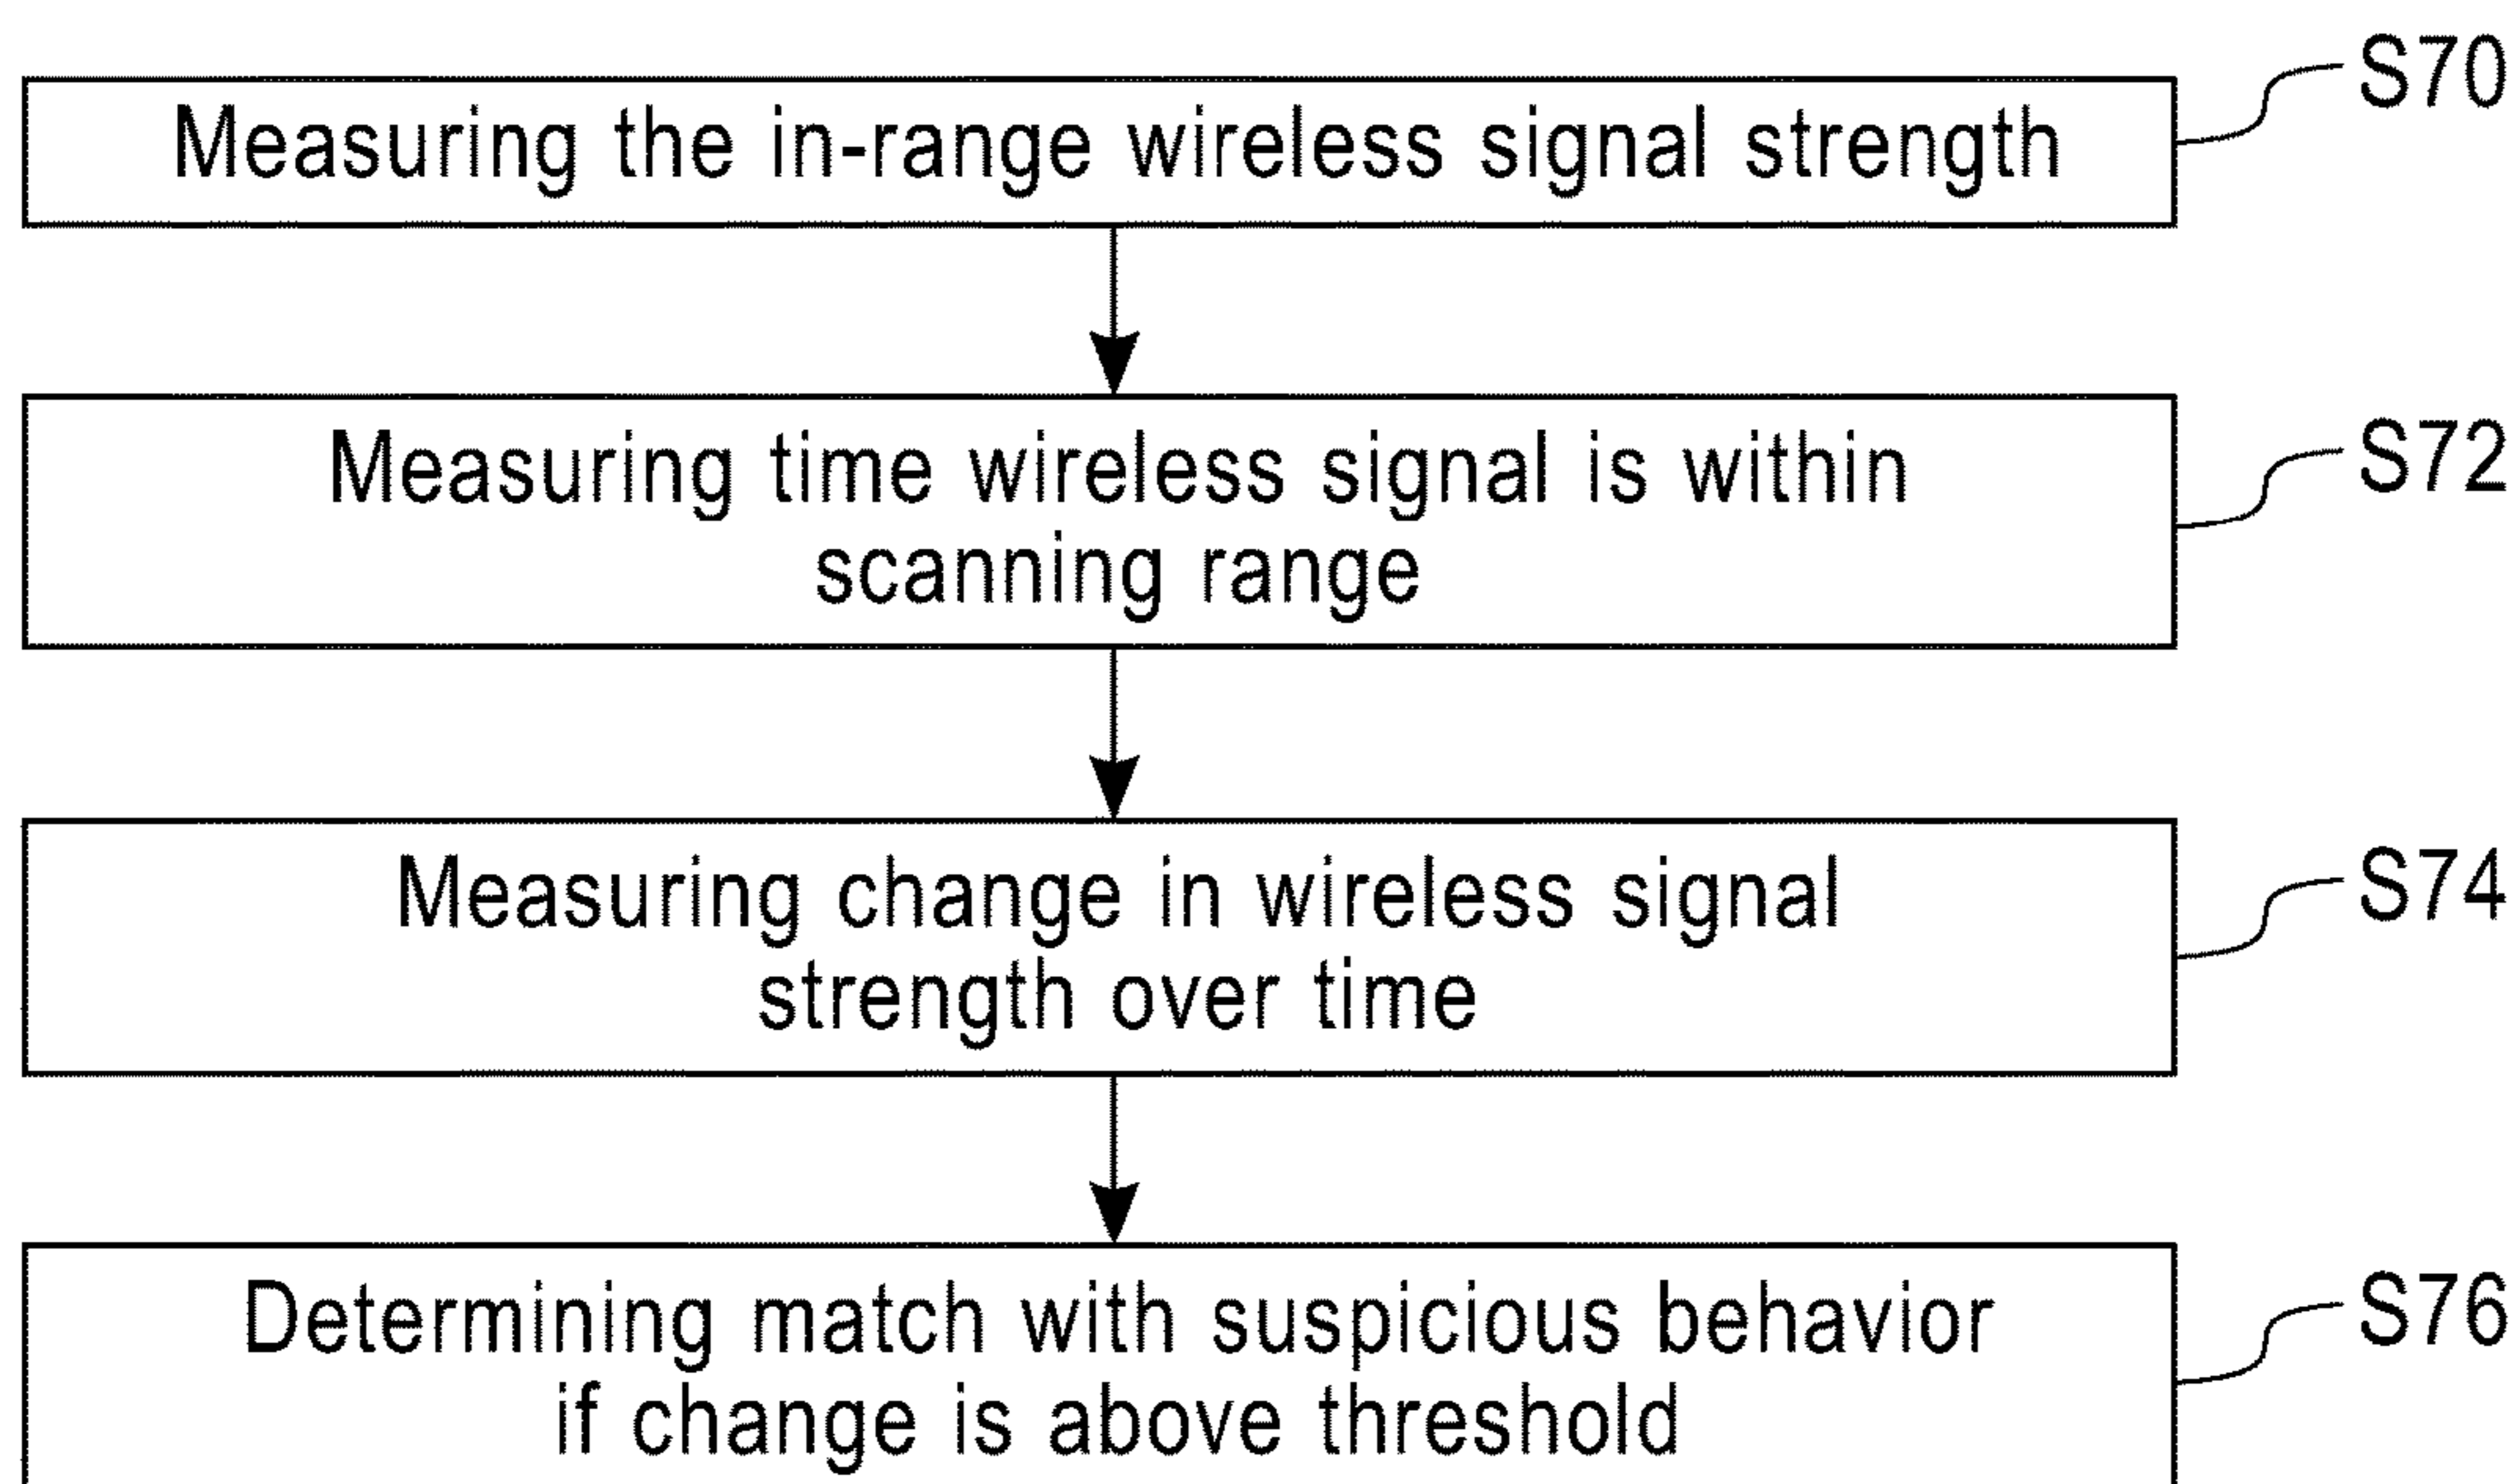 S70
Measuring the in-range wireless signal strength
S72
Measuring time wireless signal is within
scanning range
S74
Measuring change in wireless signal
strength over time
S76
Determining match with suspicious behavior
if change is above threshold